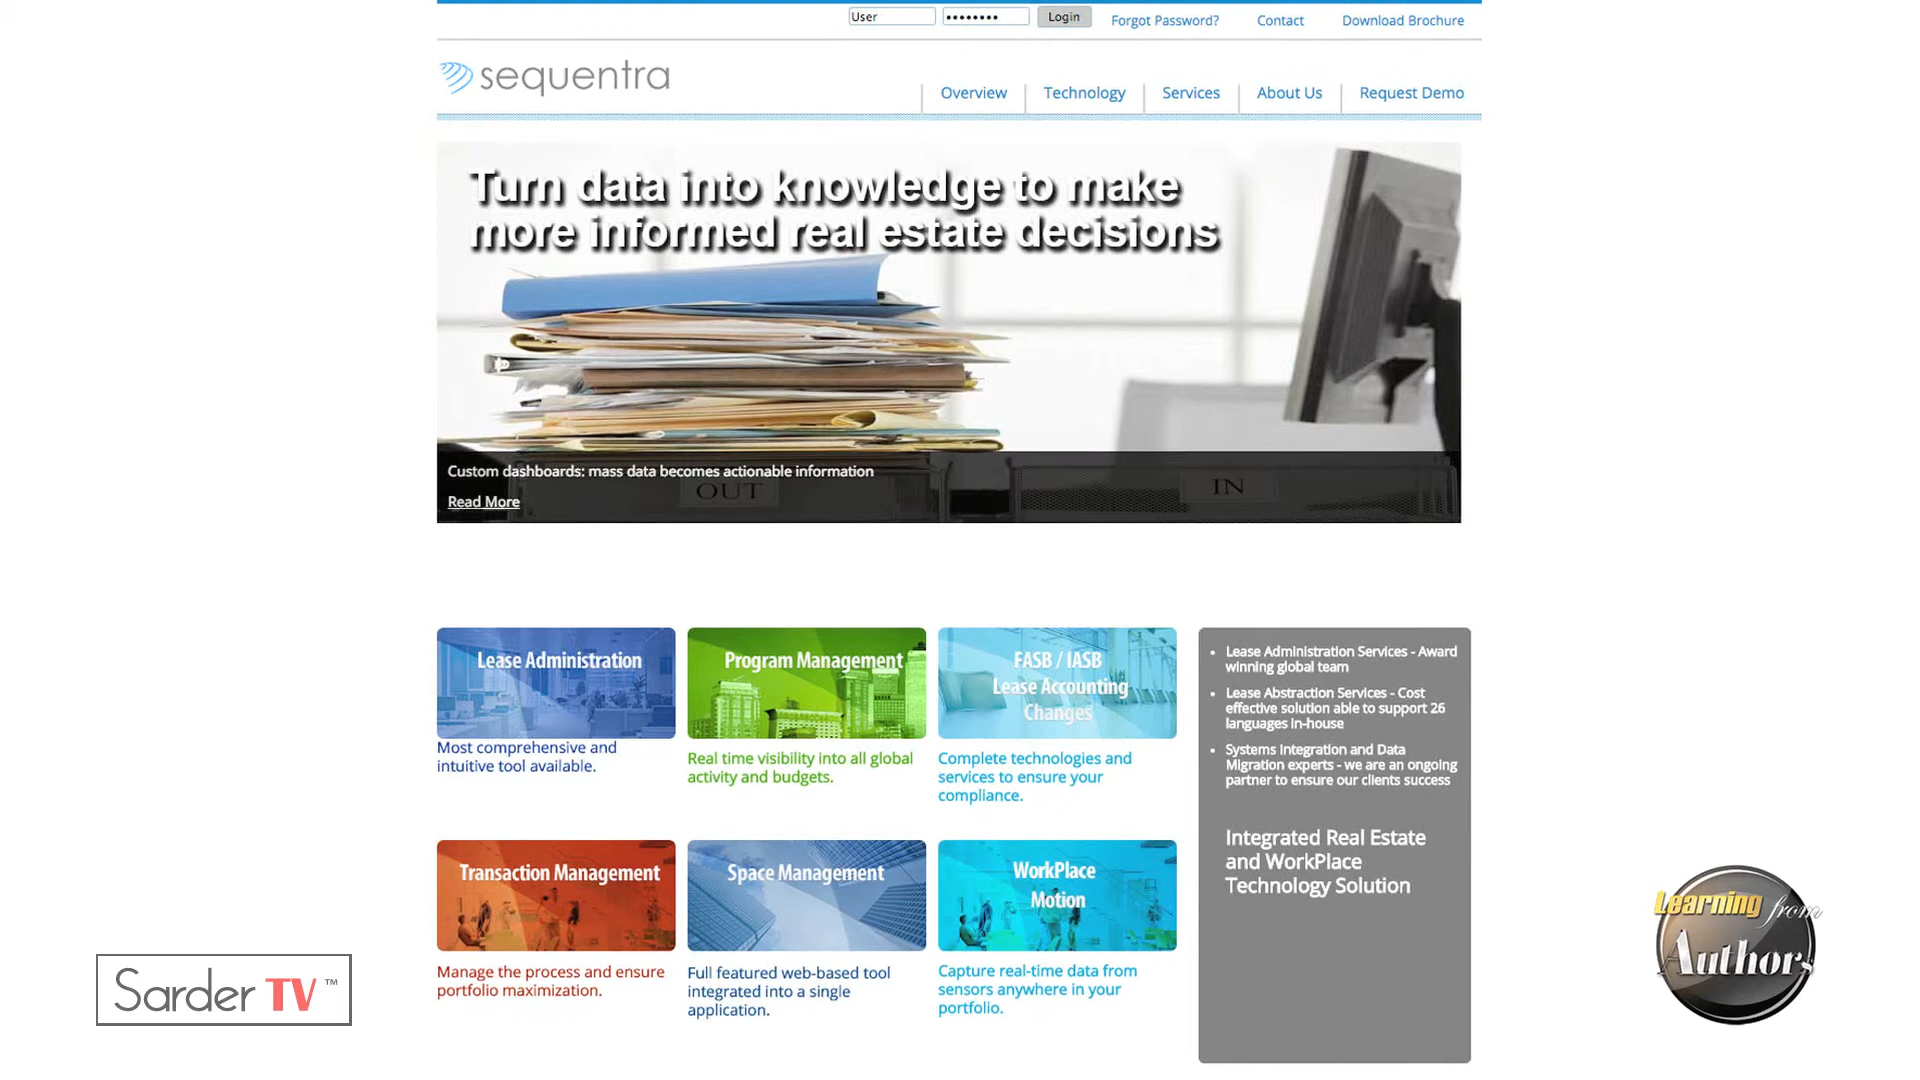 User
••••••••
Login
Forgot Password?
Contact
Download Brochure
sequentra
Overview
Technology
Services
About Us
Request Demo
Turn data into knowledge to make
more informed real estate decisions
Custom dashboards: mass data becomes actionable information
OUT
IN
Read More
Lease Administration
Most comprehensive and
intuitive tool available.
Program Management
Real time visibility into all global
activity and budgets.
FASB / IASB
Lease Accounting
Changes
Complete technologies and
services to ensure your
compliance.
• Lease Administration Services - Award
winning global team
• Lease Abstraction Services - Cost
effective solution able to support 26
languages in-house
• Systems Integration and Data
Migration experts - we are an ongoing
partner to ensure our clients success
Integrated Real Estate
and WorkPlace
Technology Solution
Transaction Management
Manage the process and ensure
portfolio maximization.
Space Management
Full featured web-based tool
integrated into a single
application.
WorkPlace
Motion
Capture real-time data from
sensors anywhere in your
portfolio.
Sarder TV™
Learning from
Authors